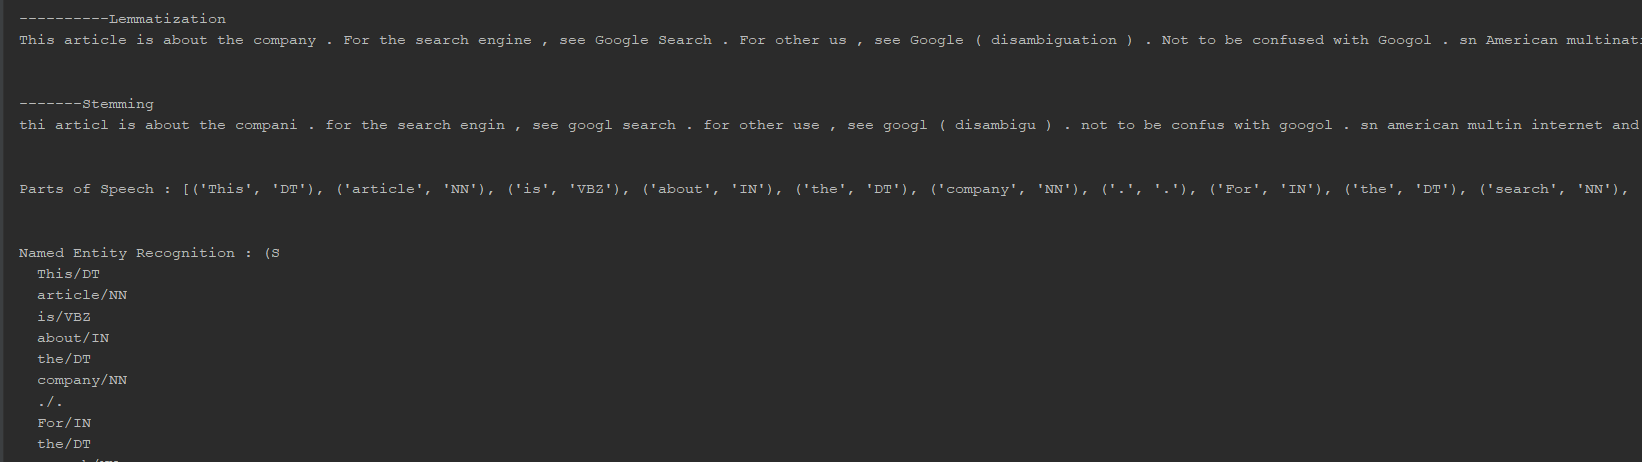 ----------Lemmatization
This article is about the company . For the search engine , see Google Search . For other us , see Google ( disambiguation ) . Not to be confused with Googol . sn American multinati
-------Stemming
thi articl is about the compani . for the search engin , see googl search . for other use , see googl ( disambigu ) . not to be confus with googol . sn american multin internet and
Parts of Speech : [('This', 'DT'), ('article', 'NN'), ('is', 'VBZ'), ('about', 'IN'), ('the', 'DT'), ('company', 'NN'), ('.', '.'), ('For', 'IN'), ('the', 'DT'), ('search', 'NN'),
Named Entity Recognition : (S
This/DT
article/NN
is/VBZ
about/IN
the/DT
company/NN
./.
For/IN
the/DT